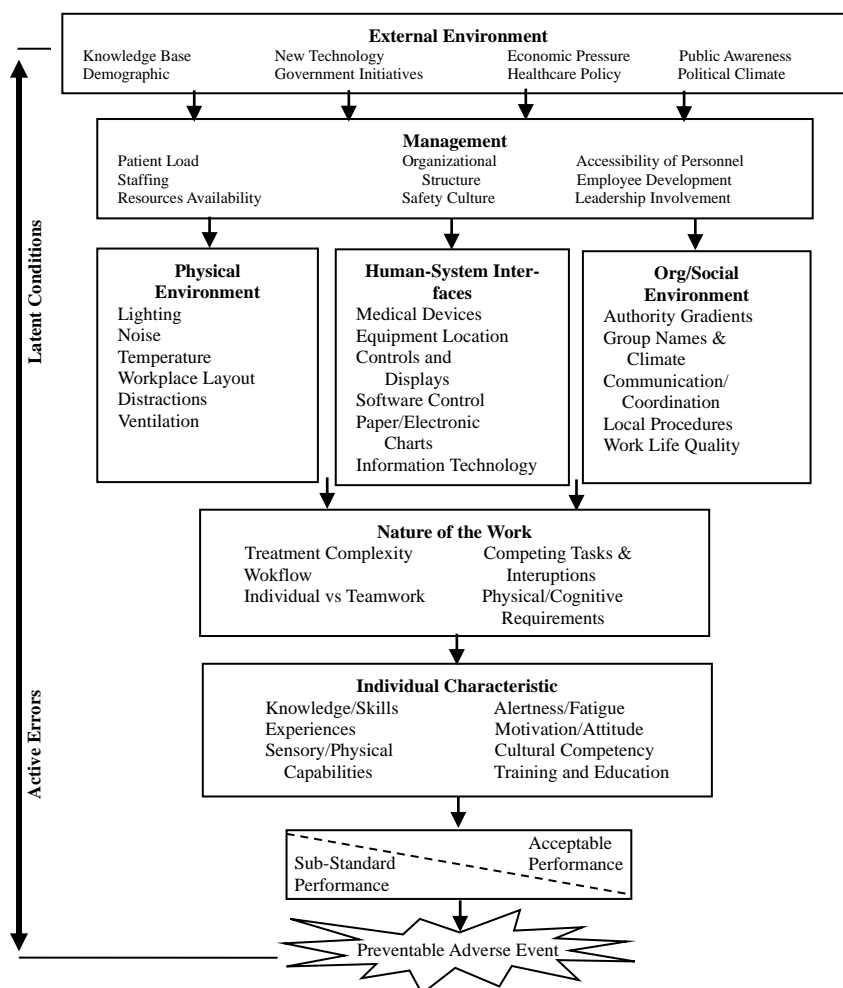 External Environment
Knowledge Base
Demographic
New Technology
Government Initiatives
Economic Pressure
Healthcare Policy
Public Awareness
Political Climate
Management
Patient Load
Staffing
Resources Availability
Organizational
Structure
Safety Culture
Accessibility of Personnel
Employee Development
Leadership Involvement
Physical
Environment
Lighting
Noise
Temperature
Workplace Layout
Distractions
Ventilation
Human-System Inter-
faces
Medical Devices
Equipment Location
Controls and
Displays
Software Control
Paper/Electronic
Charts
Information Technology
Org/Social
Environment
Authority Gradients
Group Names &
Climate
Communication/
Coordination
Local Procedures
Work Life Quality
Nature of the Work
Treatment Complexity
Wokflow
Individual vs Teamwork
Competing Tasks &
Interuptions
Physical/Cognitive
Requirements
Individual Characteristic
Knowledge/Skills
Experiences
Sensory/Physical
Capabilities
Alertness/Fatigue
Motivation/Attitude
Cultural Competency
Training and Education
Sub-Standard
Performance
Acceptable
Performance
Preventable Adverse Event
Latent Conditions
Active Errors